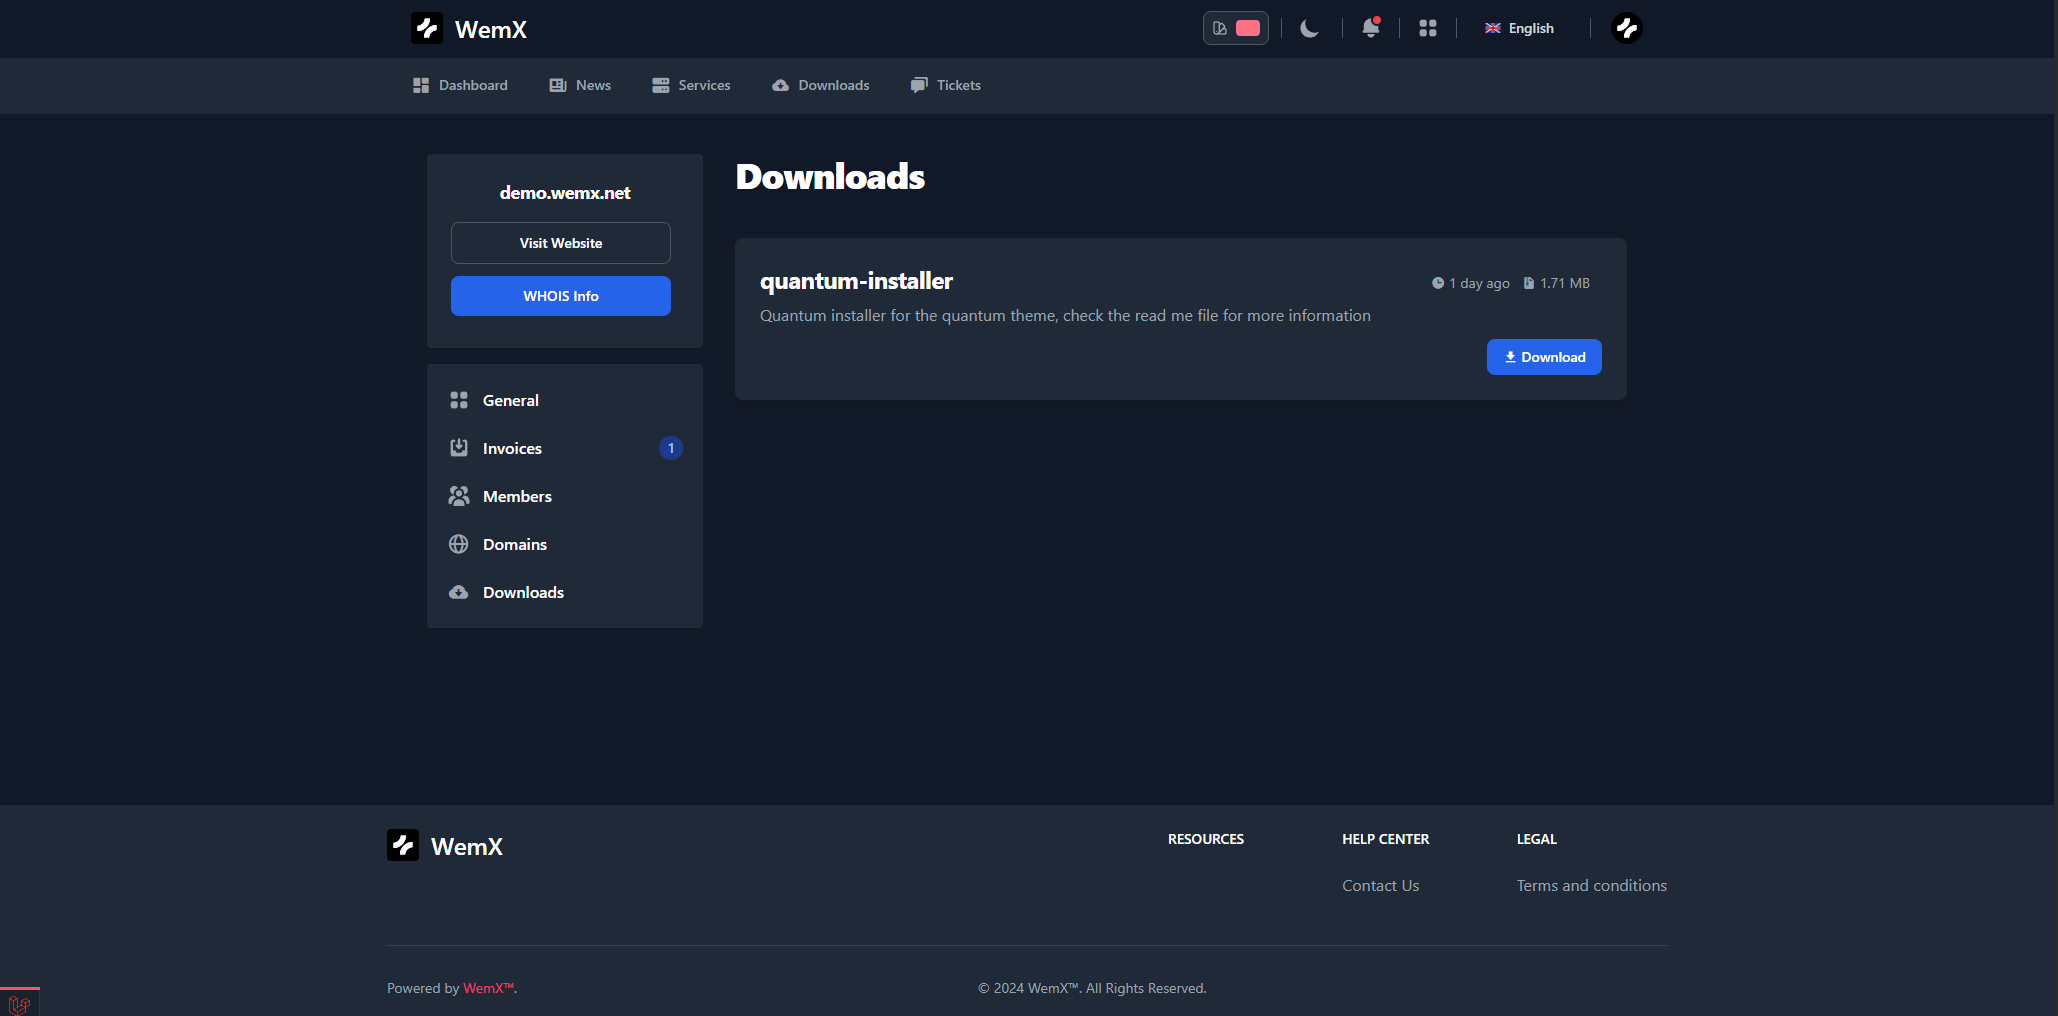 WemX
English
Dashboard
News
Services
Downloads
Tickets
demo.wemx.net
Visit Website
WHOIS Info
General
Invoices
1
Members
Domains
Downloads
Downloads
quantum-installer
1 day ago
1.71 MB
Quantum installer for the quantum theme, check the read me file for more information
Download
WemX
RESOURCES
HELP CENTER
Contact Us
LEGAL
Terms and conditions
Powered by WemX™.
© 2024 WemX™. All Rights Reserved.